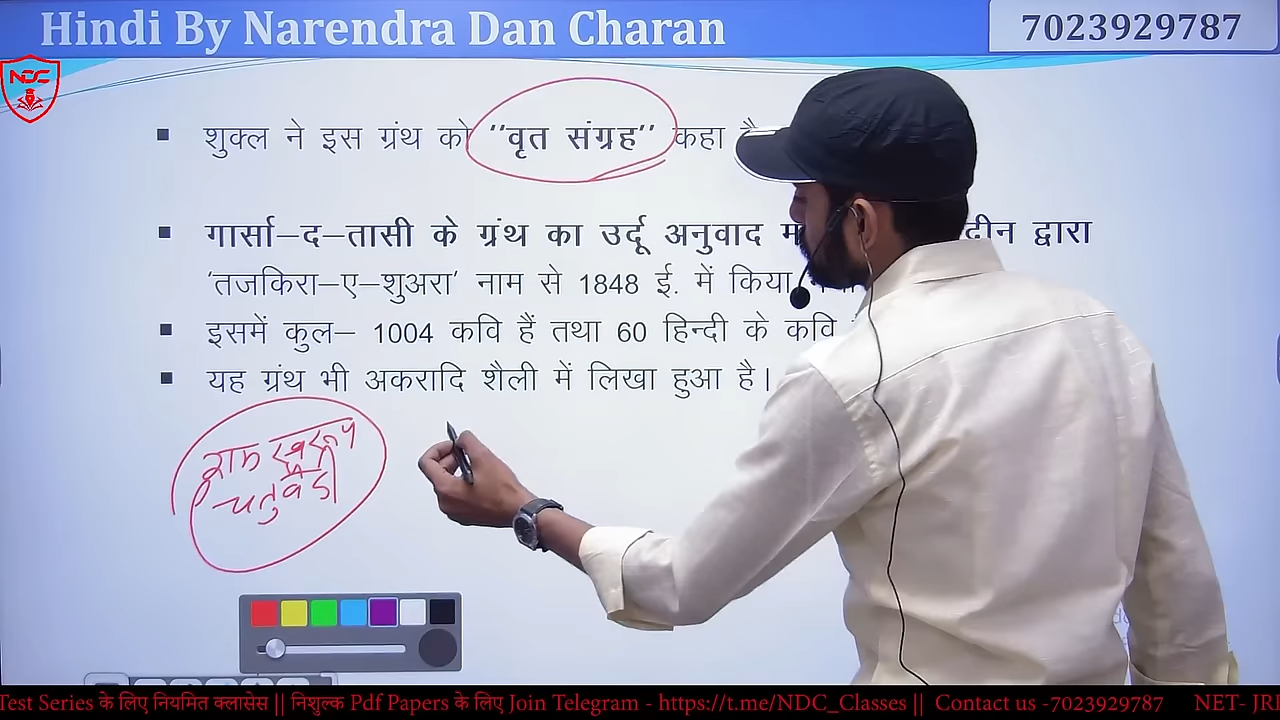 Hindi By Narendra Dan Charan
7023929787
NDC
▪ शुक्ल ने इस ग्रंथ को ''वृत संग्रह'' कहा है
▪ गार्सा–द–तासी के ग्रंथ का उर्दू अनुवाद द्वारा
'तजकिरा–ए–शुअरा' नाम से 1848 ई. में किया
▪ इसमें कुल– 1004 कवि हैं तथा 60 हिन्दी के कवि
▪ यह ग्रंथ भी अकरादि शैली में लिखा हुआ है।
राम स्वरूप
चतुर्वेदी
Test Series के लिए नियमित क्लासेस || निशुल्क Pdf Papers के लिए Join Telegram - https://t.me/NDC_Classes || Contact us -7023929787 NET- JR